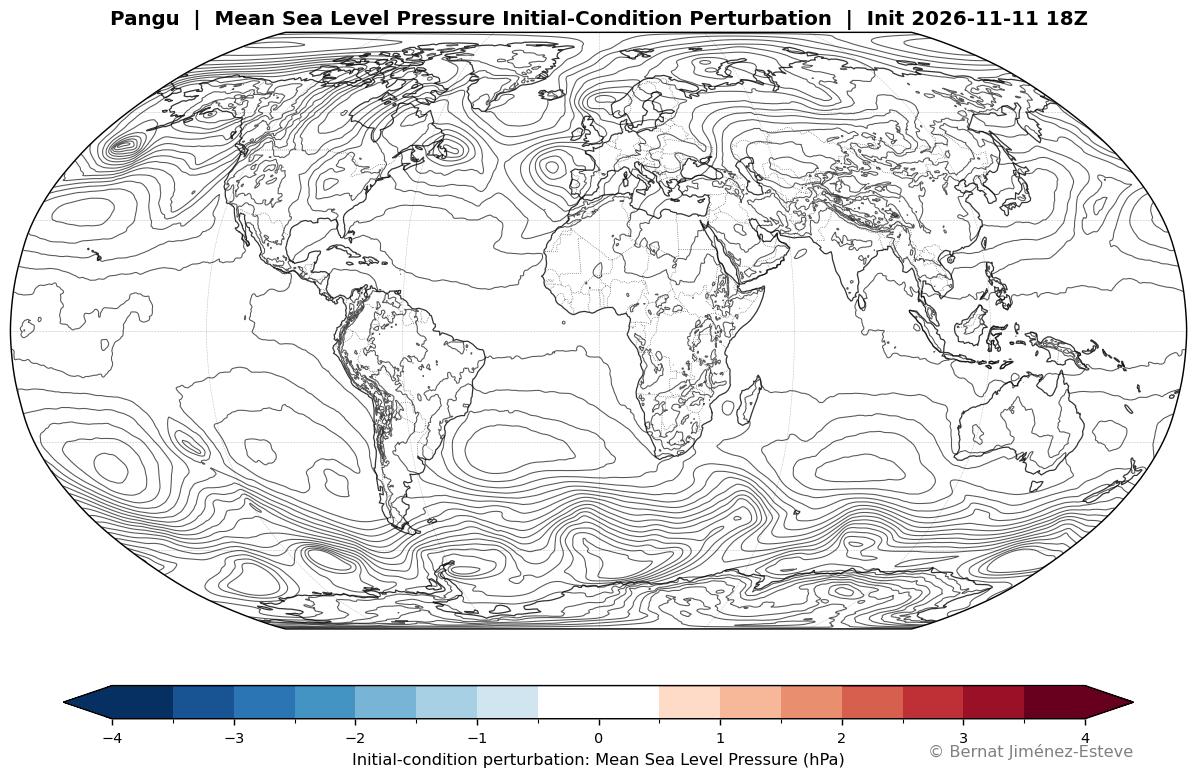 Pangu | Mean Sea Level Pressure Initial-Condition Perturbation | Init 2026-11-11 18Z
−4 −3 −2 −1 0 1 2 3 4
© Bernat Jiménez-Esteve
Initial-condition perturbation: Mean Sea Level Pressure (hPa)